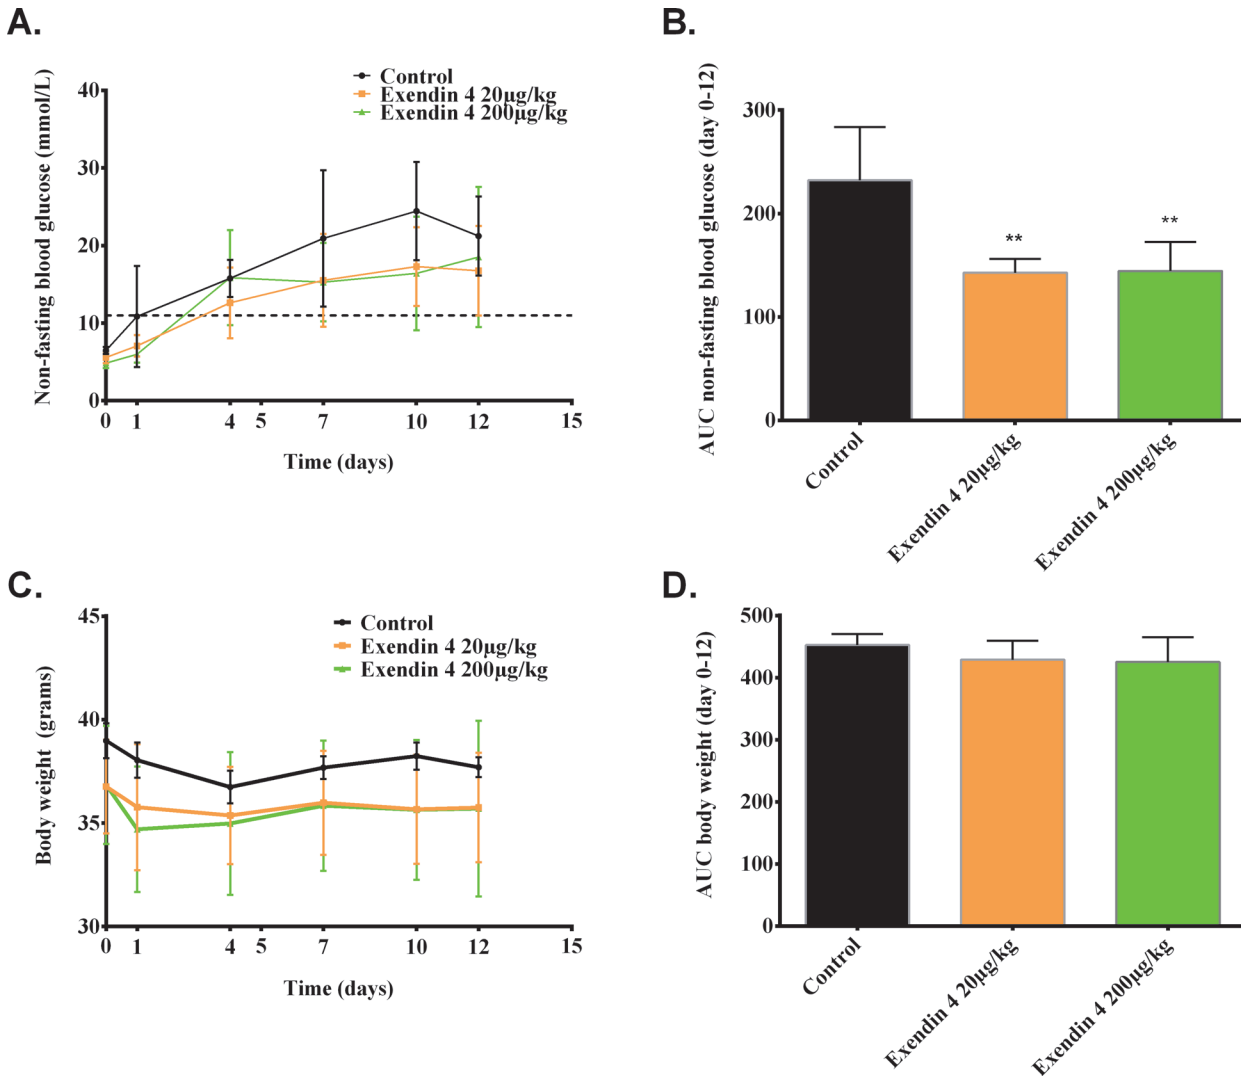 A.
Non-fasting blood glucose (mmol/L)
40
30
20
10
0
0 1 4 5 7 10 12 15
Time (days)
Control
Exendin 4 20µg/kg
Exendin 4 200µg/kg
B.
AUC non-fasting blood glucose (day 0-12)
300
200
100
0
**
**
Control
Exendin 4 20µg/kg
Exendin 4 200µg/kg
C.
Body weight (grams)
45
40
35
30
0 1 4 5 7 10 12 15
Time (days)
Control
Exendin 4 20µg/kg
Exendin 4 200µg/kg
D.
AUC body weight (day 0-12)
500
400
300
200
100
0
Control
Exendin 4 20µg/kg
Exendin 4 200µg/kg